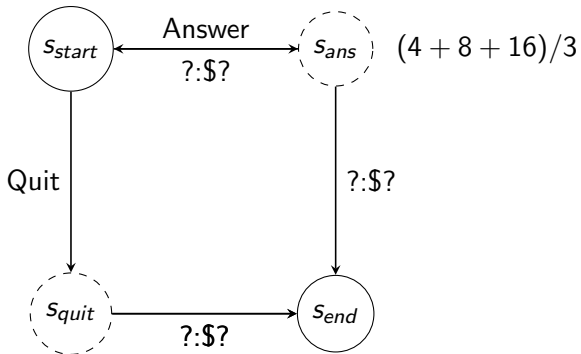 Answer
s_start
s_ans
(4 + 8 + 16)/3
?:$?
Quit
?:$?
s_quit
s_end
?:$?